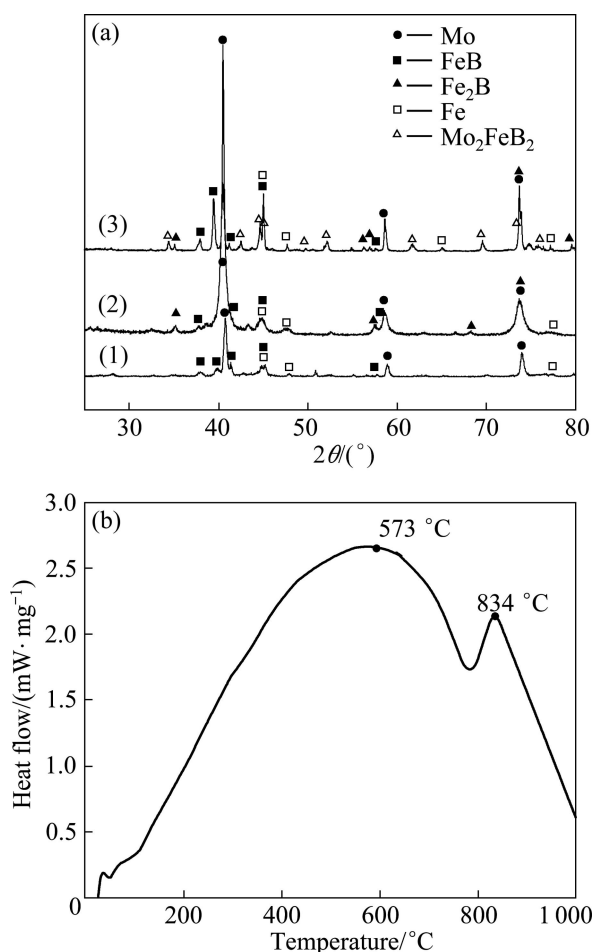 (a)
● — Mo
■ — FeB
▲ — Fe₂B
□ — Fe
△ — Mo₂FeB₂
(3)
(2)
(1)
30 40 50 60 70 80
2θ/(°)
(b)
3.0
573 °C
2.5
834 °C
2.0
1.5
1.0
0.5
0
200 400 600 800 1 000
Heat flow/(mW· mg⁻¹)
Temperature/°C